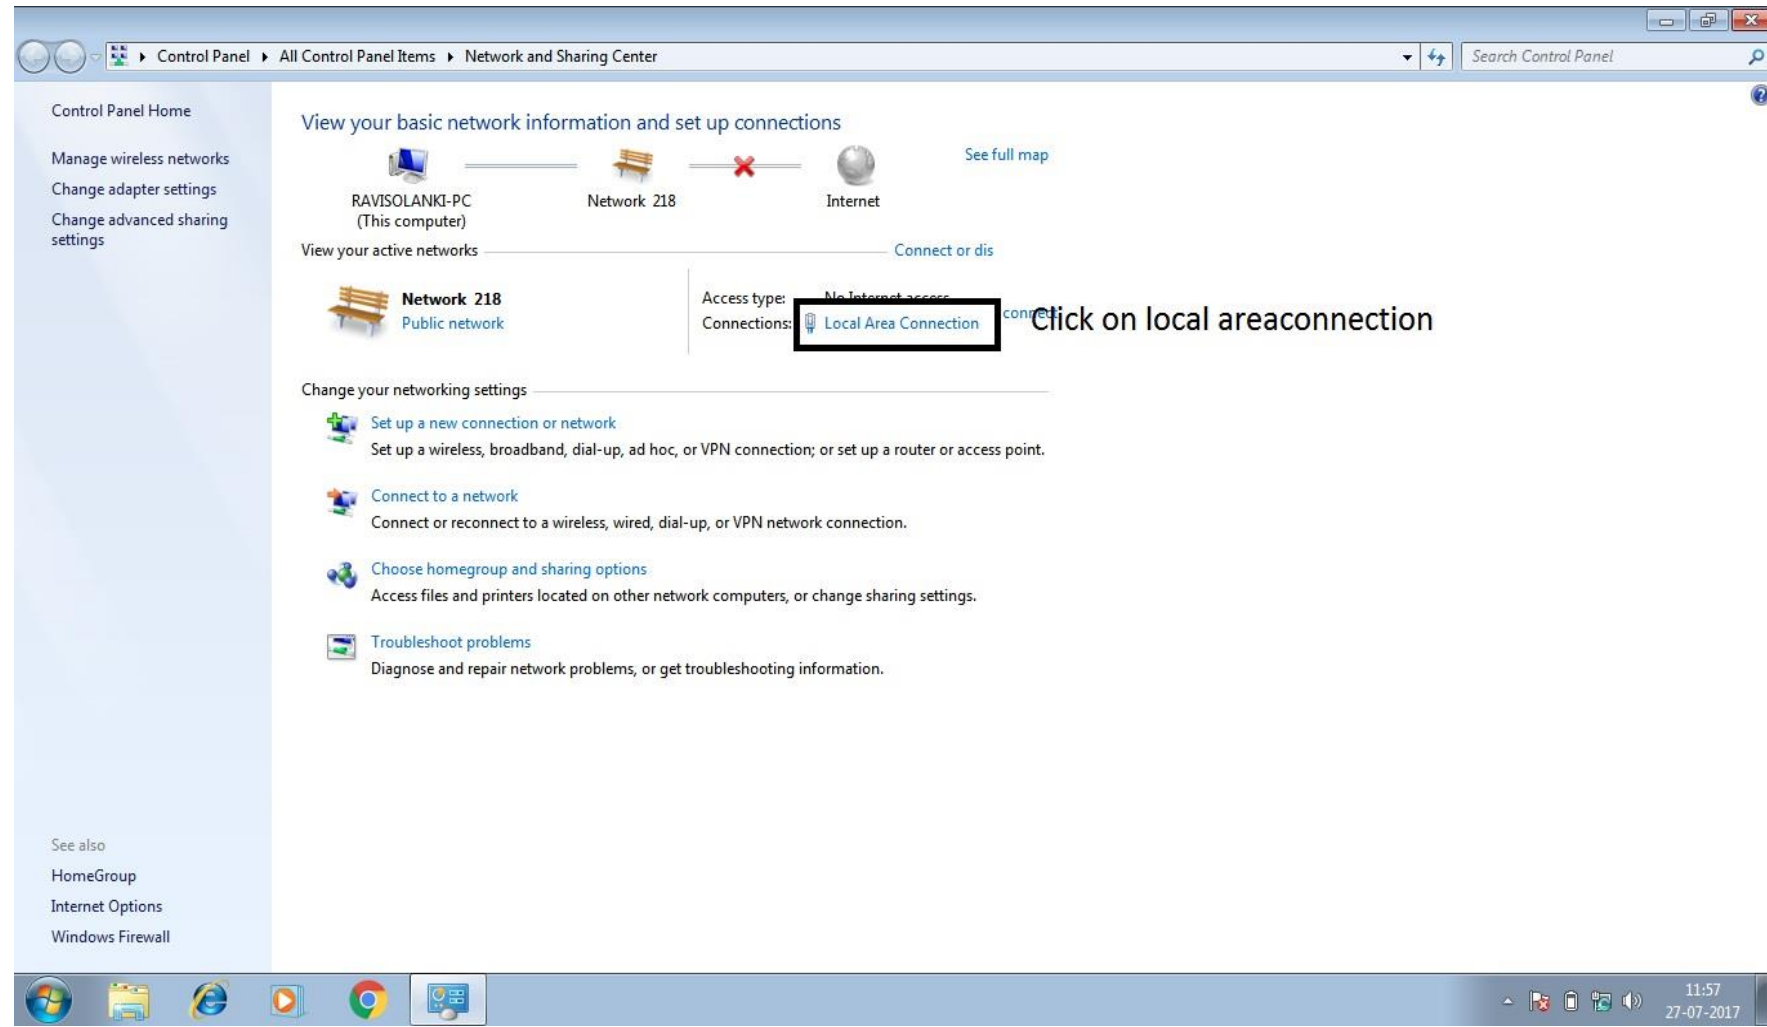 Control Panel ▸ All Control Panel Items ▸ Network and Sharing Center
Search Control Panel
Control Panel Home
Manage wireless networks
Change adapter settings
Change advanced sharing
settings
View your basic network information and set up connections
See full map
RAVISOLANKI-PC
(This computer)
Network 218
Internet
View your active networks
Connect or dis
connect
Network 218
Public network
Access type: No Internet access
Connections: Local Area Connection
Click on local areaconnection
Change your networking settings
Set up a new connection or network
Set up a wireless, broadband, dial-up, ad hoc, or VPN connection; or set up a router or access point.
Connect to a network
Connect or reconnect to a wireless, wired, dial-up, or VPN network connection.
Choose homegroup and sharing options
Access files and printers located on other network computers, or change sharing settings.
Troubleshoot problems
Diagnose and repair network problems, or get troubleshooting information.
See also
HomeGroup
Internet Options
Windows Firewall
11:57
27-07-2017